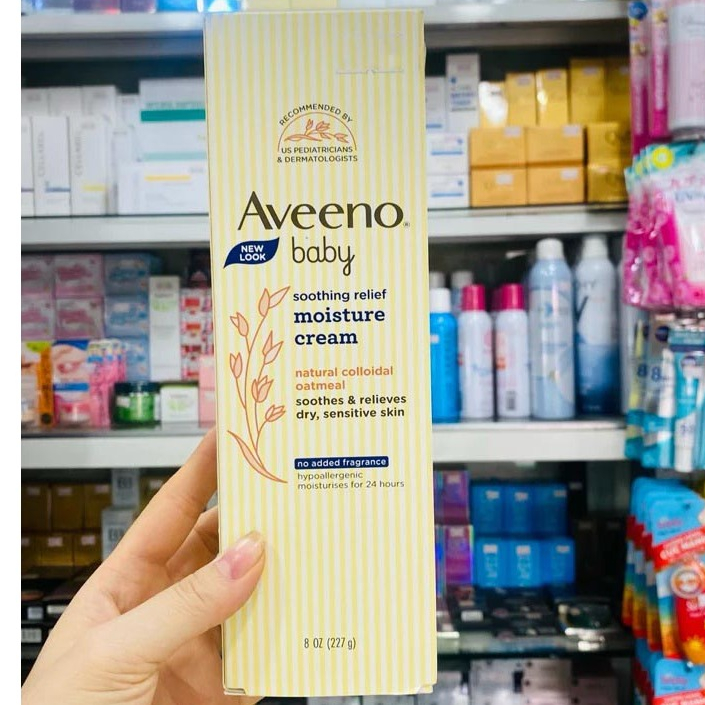 RECOMMENDED BY
US PEDIATRICIANS
& DERMATOLOGISTS
Aveeno®
NEW
LOOK
baby
soothing relief
moisture
cream
natural colloidal
oatmeal
soothes & relieves
dry, sensitive skin
no added fragrance
hypoallergenic
moisturises for 24 hours
8 OZ (227 g)